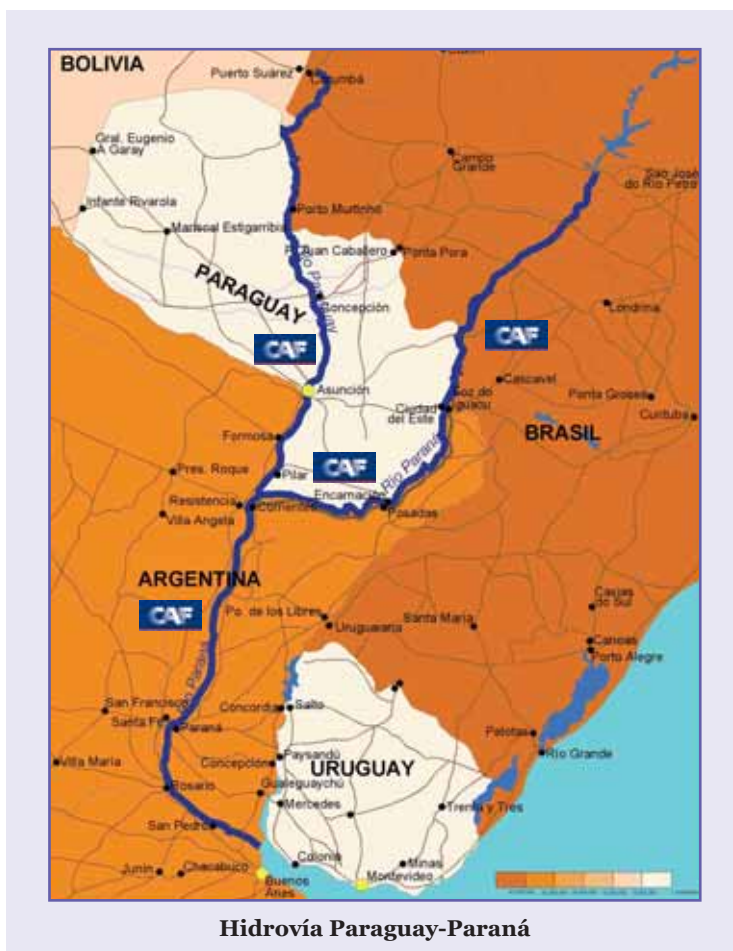 BOLIVIA
Puerto Suárez
Corumbá
Gral. Eugenio
A Garay
Campo
Grande
Sao José
do Rio Petro
Infante Rivarola
Porto Murtinho
Mariscal Estigarribia
P. Juan Caballero
Ponta Pora
Río Paraguay
PARAGUAY
Concepción
Londrina
CAF
CAF
Asunción
Cascavel
Ponta Grossa
Foz do
Iguacu
Ciudad
del Este
Curituba
BRASIL
Formosa
Río Paraná
CAF
Pres. Roque
Pilar
Encarnación
Resistencia
Corrientes
Posadas
Villa Angela
ARGENTINA
CAF
Caxias
do Sul
Po. de los Libres
Uruguaiana
Santa Maria
Canoas
Porto Alegre
Río Paraná
San Francisco
Concordia
Salto
Santa Fe
Paraná
Pelotas
Rio Grande
Villa María
Concepción
Paysandú
URUGUAY
Rosario
Gualeguaychú
Mercedes
Trenta y Tres
San Pedro
Junín
Chacabuco
Colonia
Minas
Buenos
Aires
Montevideo
Hidrovía Paraguay-Paraná